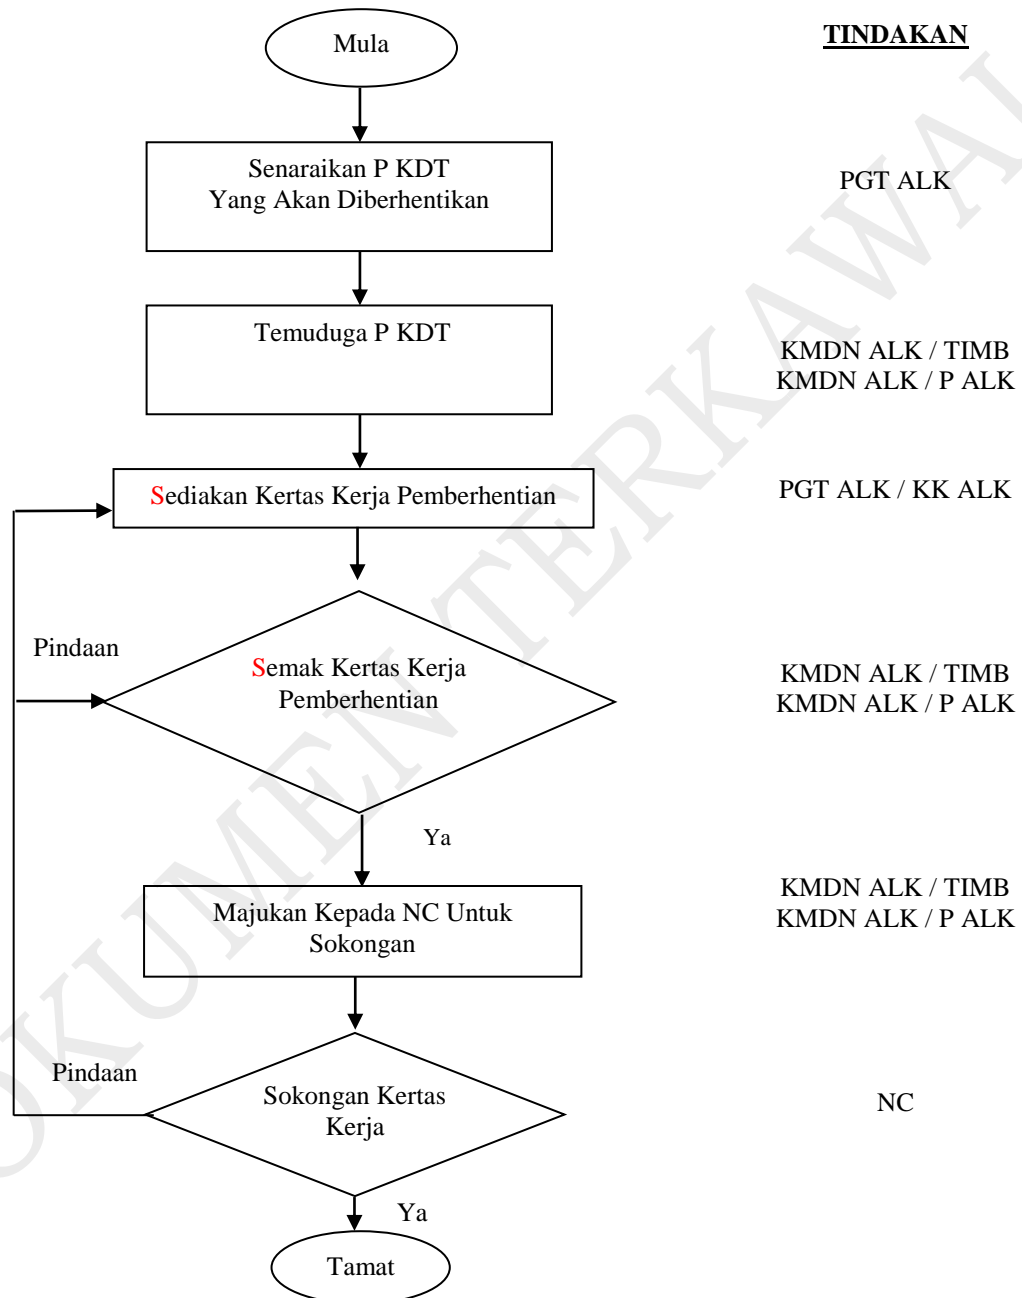 Mula
TINDAKAN
Senaraikan P KDT
Yang Akan Diberhentikan
PGT ALK
Temuduga P KDT
KMDN ALK / TIMB
KMDN ALK / P ALK
Sediakan Kertas Kerja Pemberhentian
PGT ALK / KK ALK
Pindaan
Semak Kertas Kerja
Pemberhentian
KMDN ALK / TIMB
KMDN ALK / P ALK
Ya
Majukan Kepada NC Untuk
Sokongan
KMDN ALK / TIMB
KMDN ALK / P ALK
Pindaan
Sokongan Kertas
Kerja
NC
Ya
Tamat
OKUMEN TERKAWAL